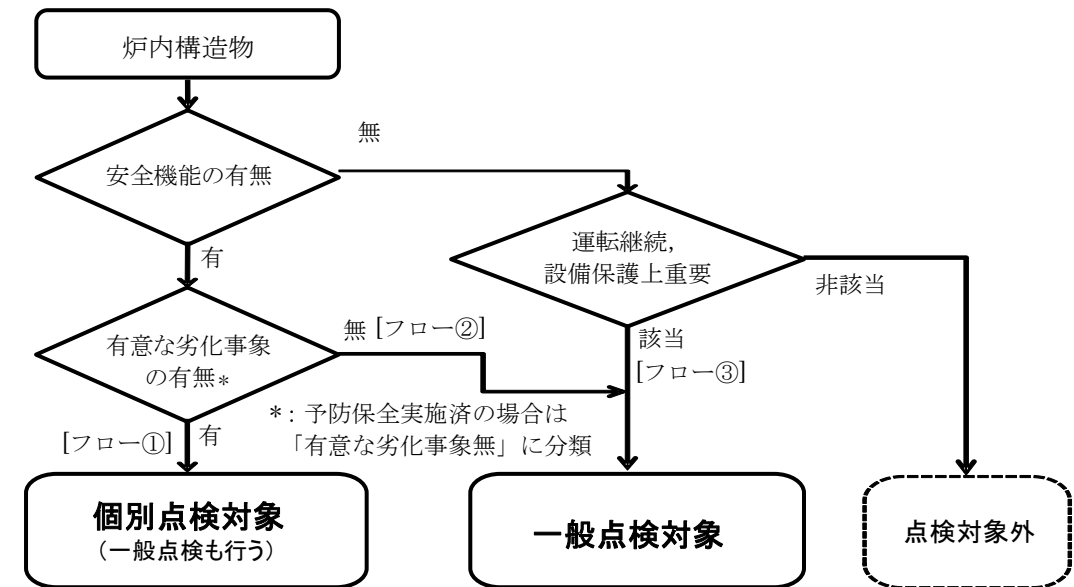 炉内構造物
無
安全機能の有無
運転継続,
設備保護上重要
有
非該当
有意な劣化事象
の有無*
無 [フロー②]
該当
[フロー③]
*: 予防保全実施済の場合は
「有意な劣化事象無」に分類
[フロー①] 有
個別点検対象
(一般点検も行う)
一般点検対象
点検対象外